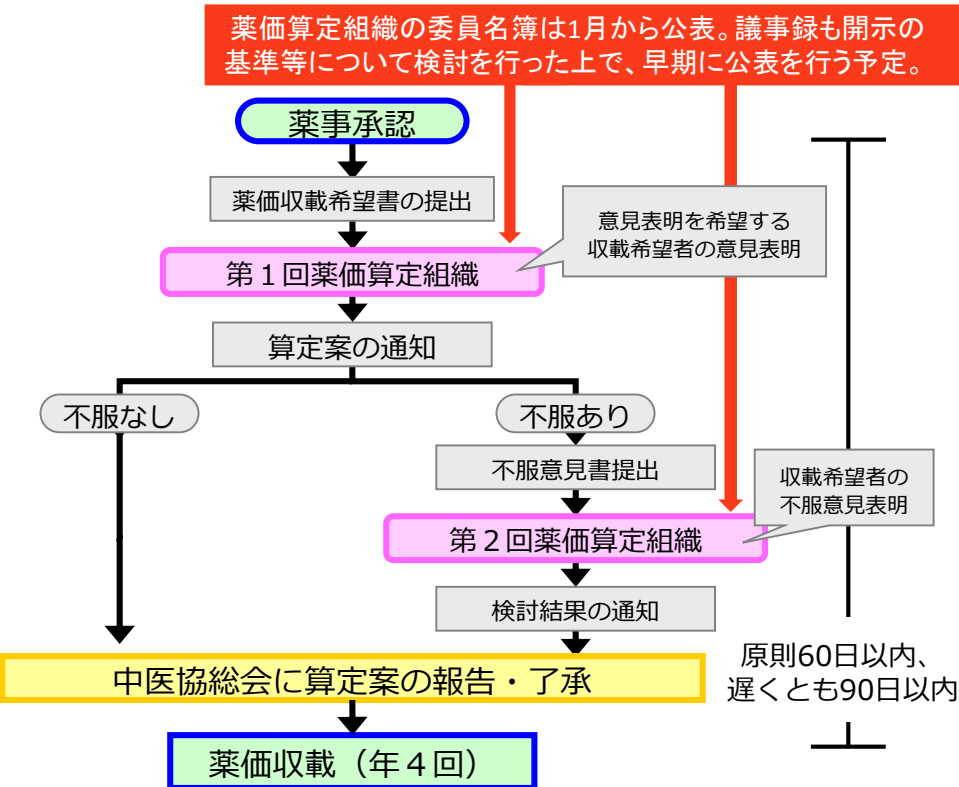 薬価算定組織の委員名簿は1月から公表。議事録も開示の
基準等について検討を行った上で、早期に公表を行う予定。
薬事承認
薬価収載希望書の提出
意見表明を希望する
収載希望者の意見表明
第１回薬価算定組織
算定案の通知
不服なし
不服あり
不服意見書提出
収載希望者の
不服意見表明
第２回薬価算定組織
検討結果の通知
中医協総会に算定案の報告・了承
原則60日以内、
遅くとも90日以内
薬価収載（年４回）